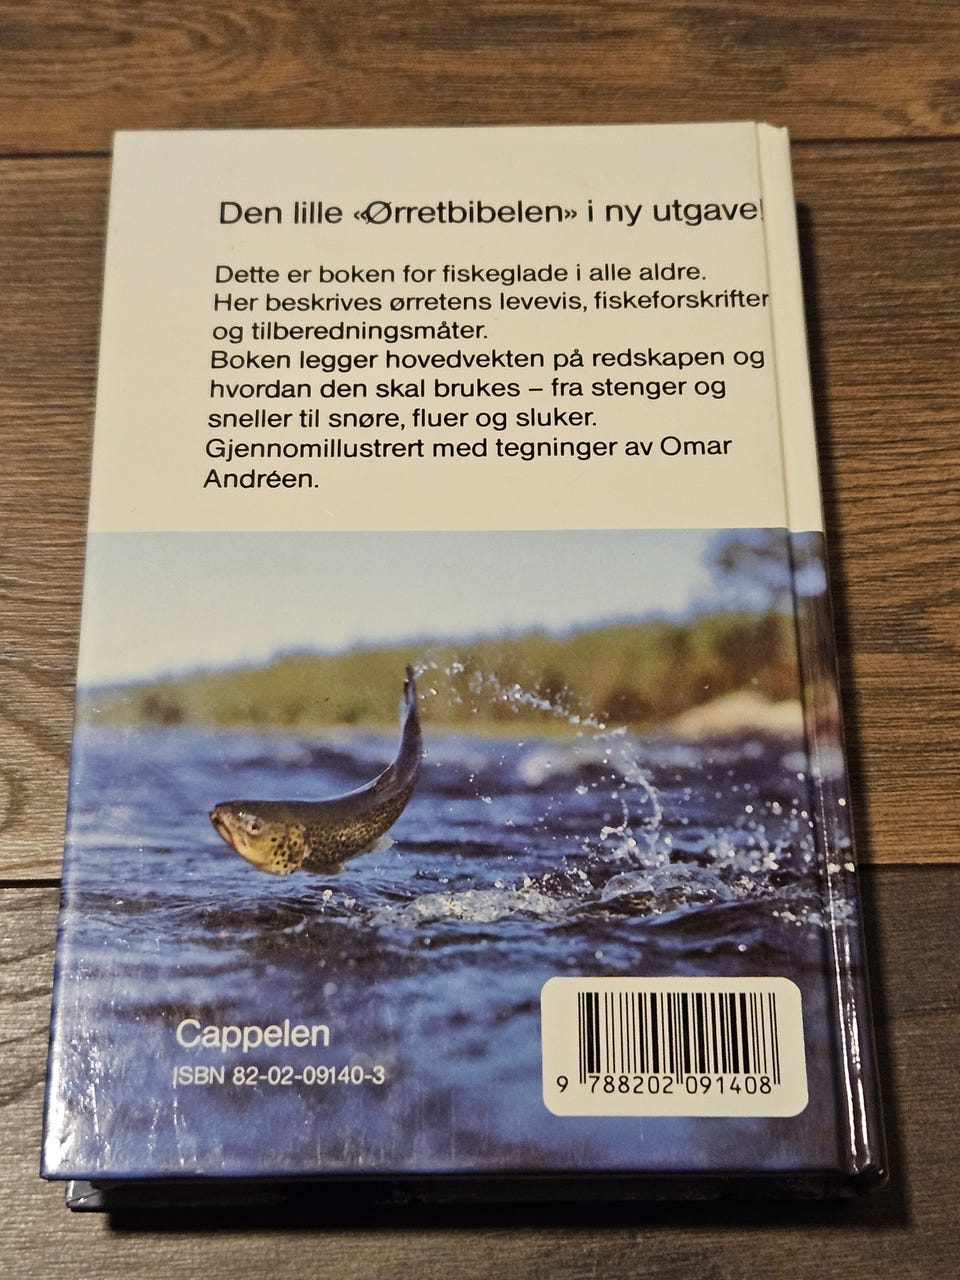 Den lille «Ørretbibelen» i ny utgave!
Dette er boken for fiskeglade i alle aldre.
Her beskrives ørretens levevis, fiskeforskrifter
og tilberedningsmåter.
Boken legger hovedvekten på redskapen og
hvordan den skal brukes – fra stenger og
sneller til snøre, fluer og sluker.
Gjennomillustrert med tegninger av Omar
Andréen.
Cappelen
ISBN 82-02-09140-3
9 788202 091408